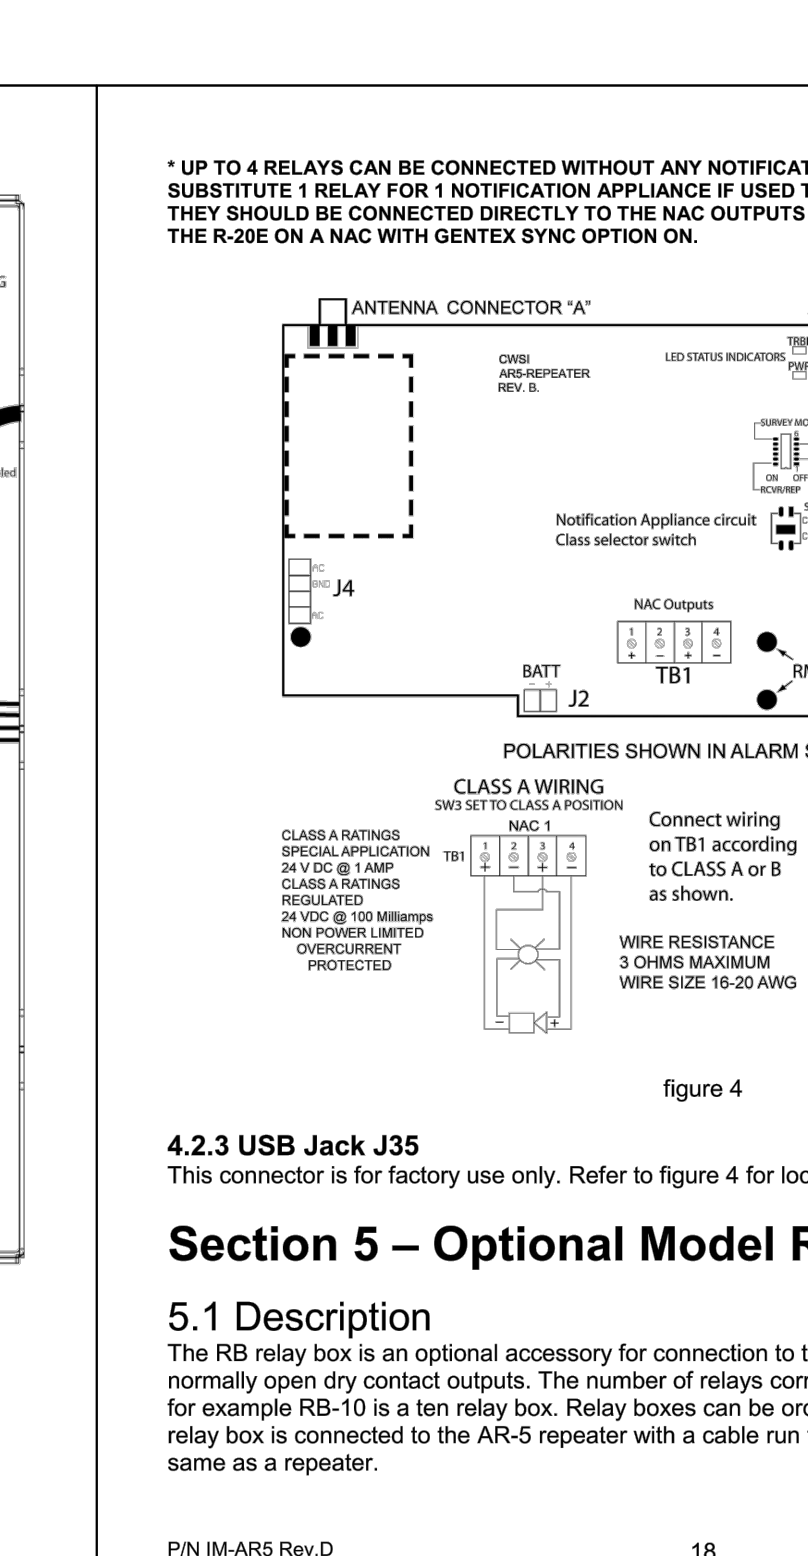 * UP TO 4 RELAYS CAN BE CONNECTED WITHOUT ANY NOTIFICAT
SUBSTITUTE 1 RELAY FOR 1 NOTIFICATION APPLIANCE IF USED T
THEY SHOULD BE CONNECTED DIRECTLY TO THE NAC OUTPUTS
THE R-20E ON A NAC WITH GENTEX SYNC OPTION ON.
G
ANTENNA CONNECTOR “A”
CWSI
AR5-REPEATER
REV. B.
LED STATUS INDICATORS
TRBL
PWR
SURVEY MO
6
1
ON OFF
RCVR/REP
Notification Appliance circuit
Class selector switch
S
C
C
AC
GND
AC
J4
NAC Outputs
1 2 3 4
+ – + –
TB1
RM
BATT
– +
J2
POLARITIES SHOWN IN ALARM S
CLASS A WIRING
SW3 SET TO CLASS A POSITION
NAC 1
TB1
1 2 3 4
+ – + –
– +
CLASS A RATINGS
SPECIAL APPLICATION
24 V DC @ 1 AMP
CLASS A RATINGS
REGULATED
24 VDC @ 100 Milliamps
NON POWER LIMITED
OVERCURRENT
PROTECTED
Connect wiring
on TB1 according
to CLASS A or B
as shown.
WIRE RESISTANCE
3 OHMS MAXIMUM
WIRE SIZE 16-20 AWG
figure 4
4.2.3 USB Jack J35
This connector is for factory use only. Refer to figure 4 for loc
Section 5 – Optional Model R
5.1 Description
The RB relay box is an optional accessory for connection to t
normally open dry contact outputs. The number of relays corr
for example RB-10 is a ten relay box. Relay boxes can be ord
relay box is connected to the AR-5 repeater with a cable run
same as a repeater.
P/N IM-AR5 Rev.D
18